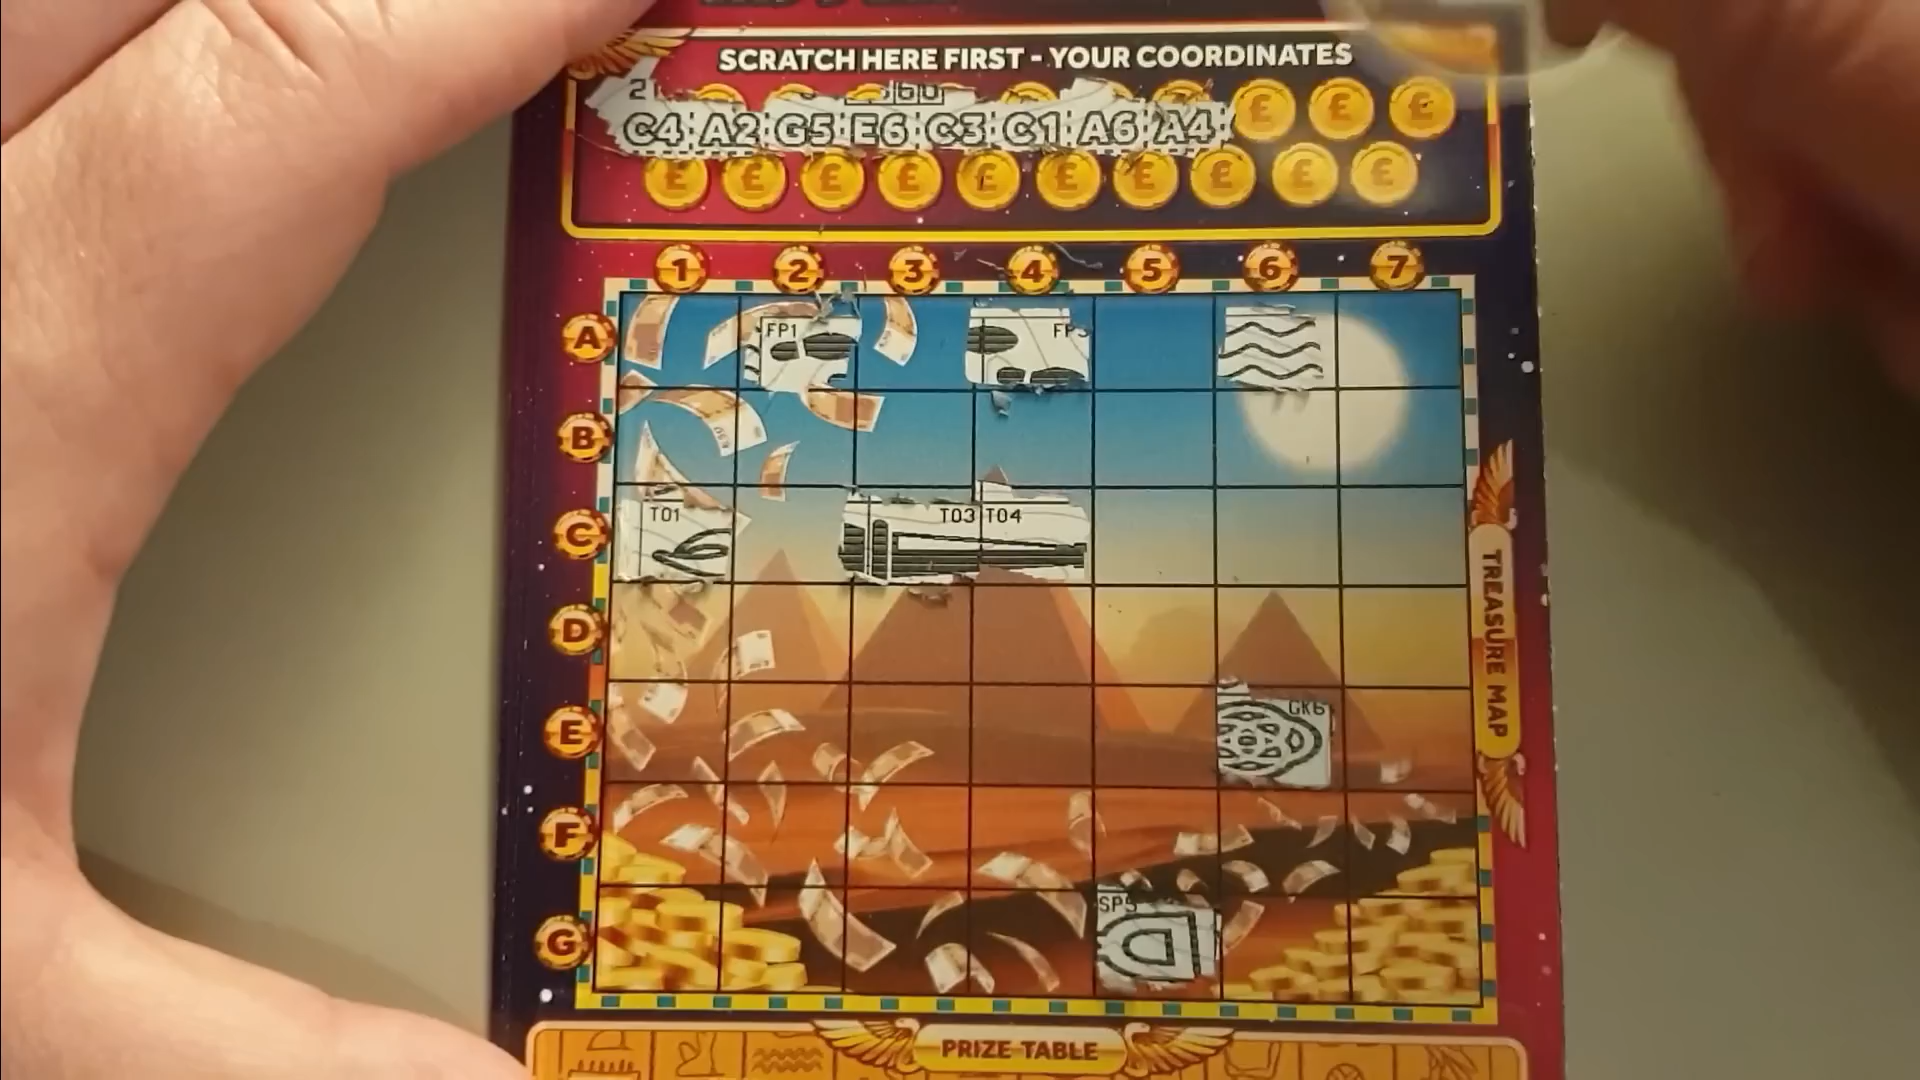 SCRATCH HERE FIRST - YOUR COORDINATES
C4 A2 G5 E6 C3 C1 A6 A4
£ £ £
£ £ £ £ £ £ £ £ £ £
1 2 3 4 5 6 7
A
FP1
B
C
T01 T03 T04
D
E
GK6
F
G
SP5
TREASURE MAP
PRIZE TABLE